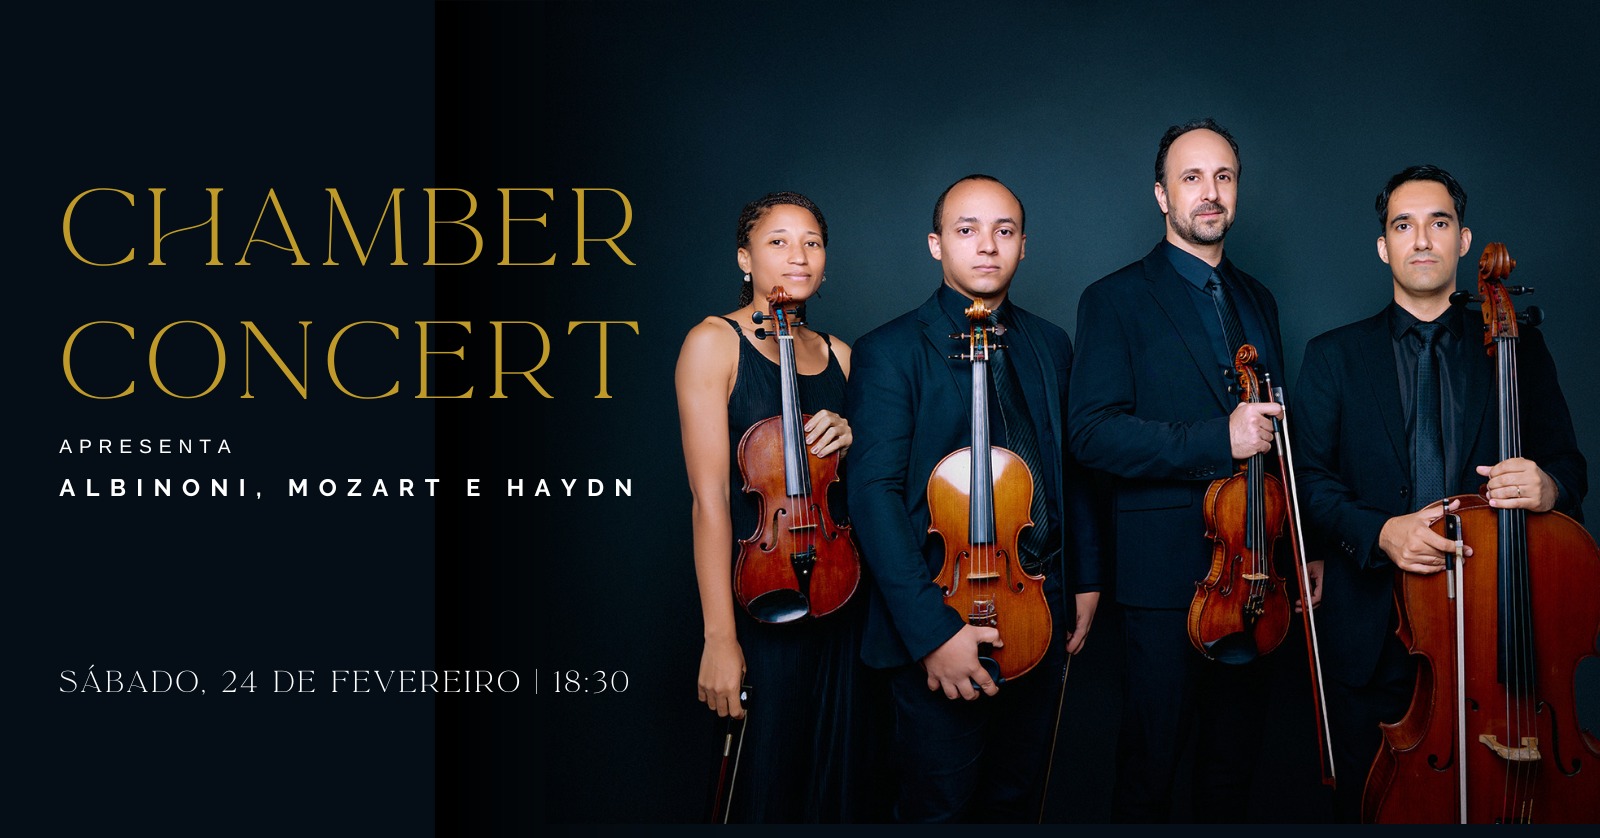 CHAMBER
CONCERT
APRESENTA
ALBINONI, MOZART E HAYDN
SÁBADO, 24 DE FEVEREIRO | 18:30